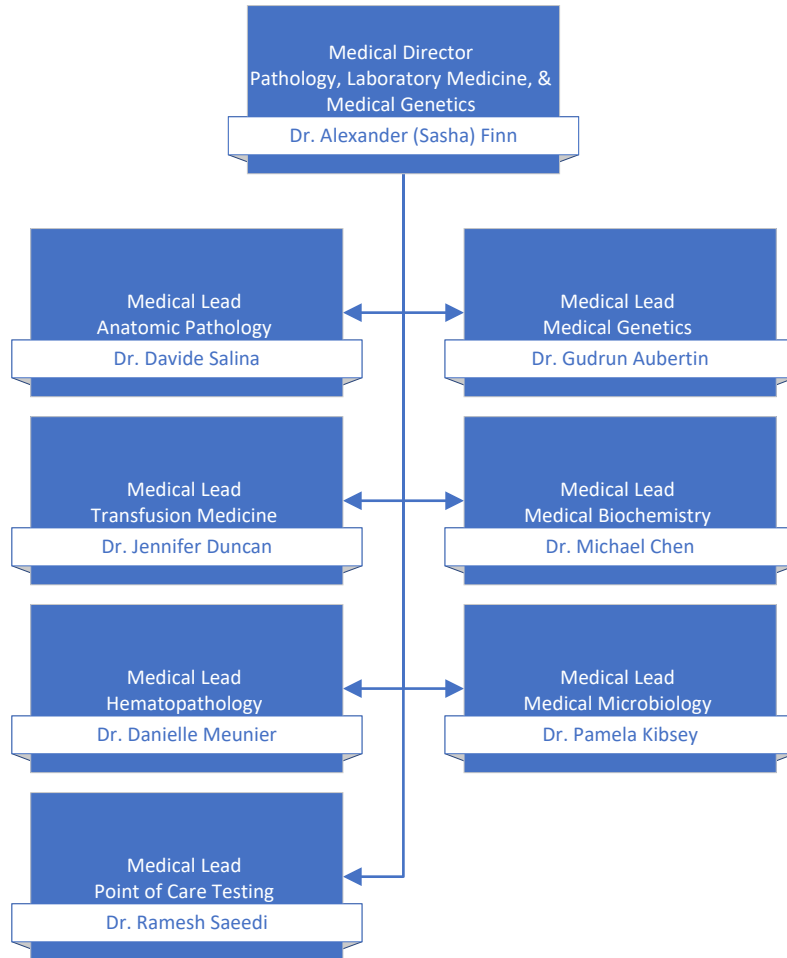 Medical Director
Pathology, Laboratory Medicine, &
Medical Genetics
Dr. Alexander (Sasha) Finn
Medical Lead
Anatomic Pathology
Dr. Davide Salina
Medical Lead
Medical Genetics
Dr. Gudrun Aubertin
Medical Lead
Transfusion Medicine
Dr. Jennifer Duncan
Medical Lead
Medical Biochemistry
Dr. Michael Chen
Medical Lead
Hematopathology
Dr. Danielle Meunier
Medical Lead
Medical Microbiology
Dr. Pamela Kibsey
Medical Lead
Point of Care Testing
Dr. Ramesh Saeedi